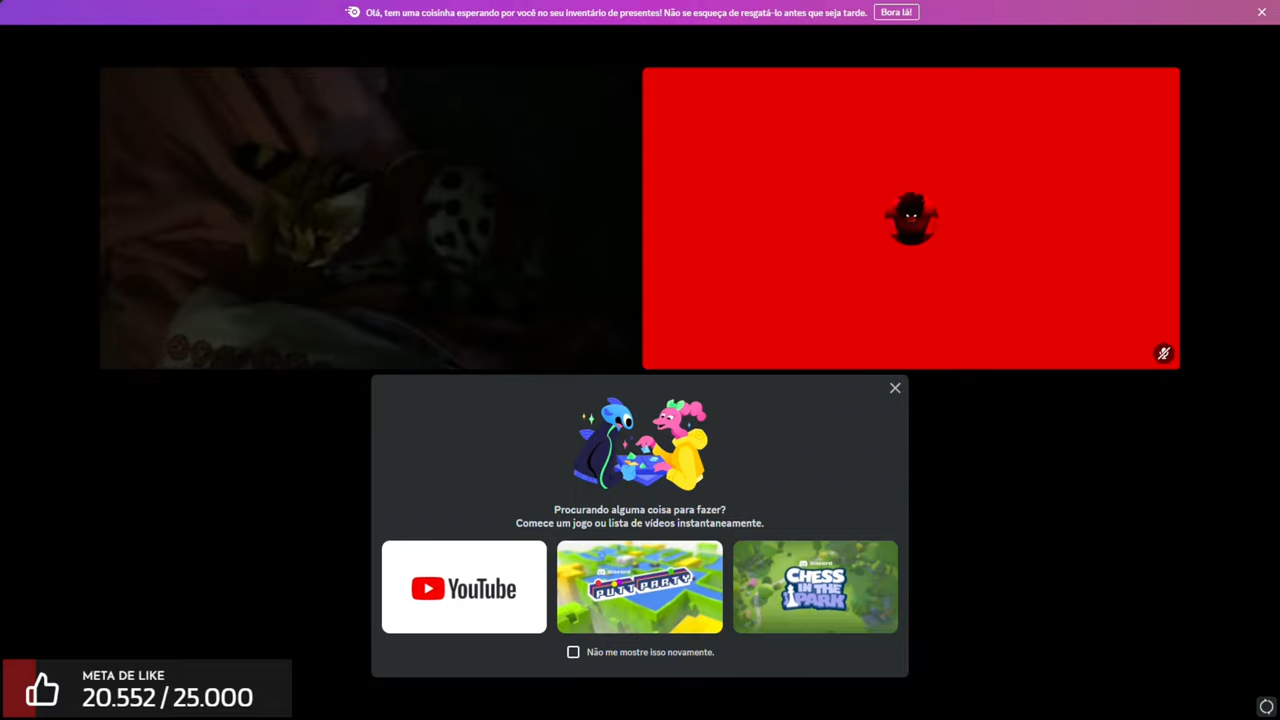 Olá, tem uma coisinha esperando por você no seu inventário de presentes! Não se esqueça de resgatá-lo antes que seja tarde.
Bora lá!
Procurando alguma coisa para fazer?
Comece um jogo ou lista de vídeos instantaneamente.
YouTube
Discord
PUTT PARTY
Discord
CHESS
IN THE
PARK
Não me mostre isso novamente.
META DE LIKE
20.552 / 25.000